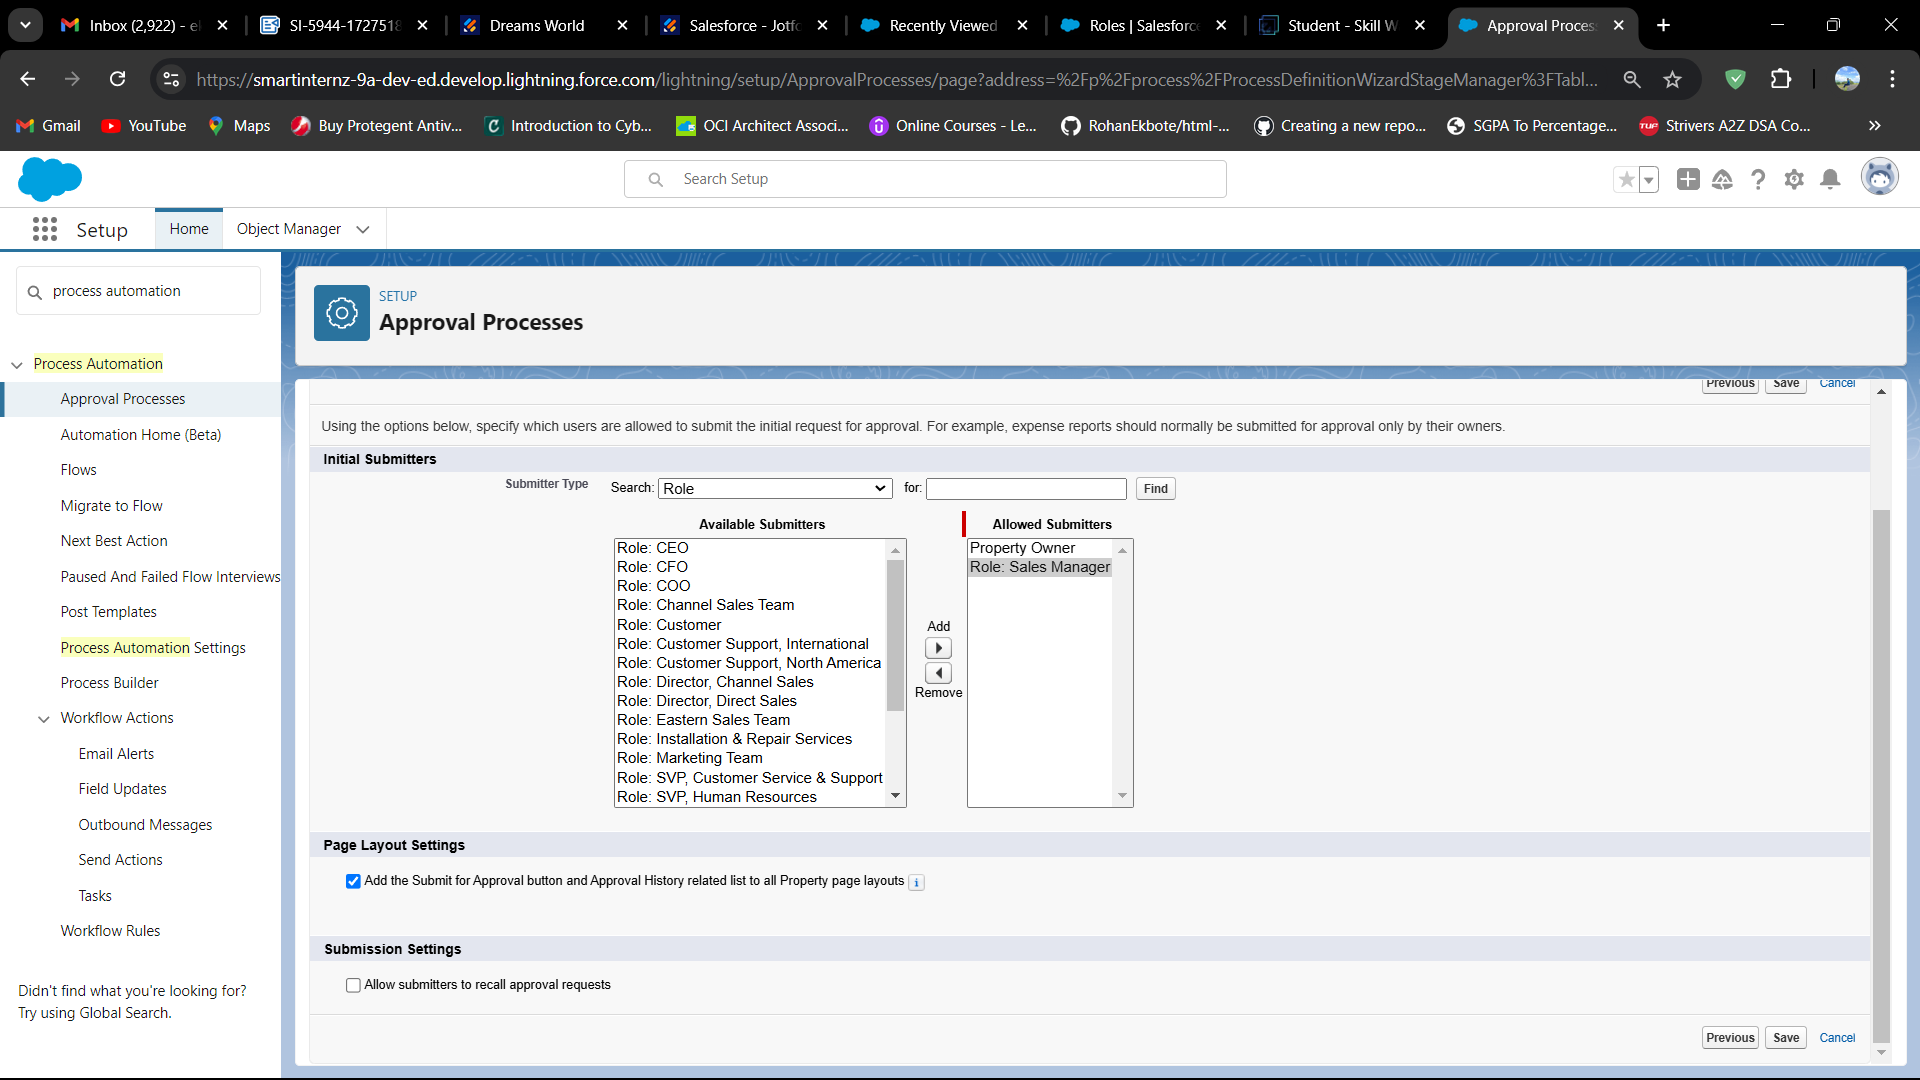 Inbox (2,922) - e
SI-5944-1727518
Dreams World
Salesforce - Jotfo
Recently Viewed
Roles | Salesforce
Student - Skill W
Approval Proces
https://smartinternz-9a-dev-ed.develop.lightning.force.com/lightning/setup/ApprovalProcesses/page?address=%2Fp%2Fprocess%2FProcessDefinitionWizardStageManager%3FTabl...
Gmail
YouTube
Maps
Buy Protegent Antiv...
Introduction to Cyb...
OCI Architect Associ...
Online Courses - Le...
RohanEkbote/html-...
Creating a new repo...
SGPA To Percentage...
TUF
Strivers A2Z DSA Co...
Search Setup
Setup
Home
Object Manager
process automation
Process Automation
Approval Processes
Automation Home (Beta)
Flows
Migrate to Flow
Next Best Action
Paused And Failed Flow Interviews
Post Templates
Process Automation Settings
Process Builder
Workflow Actions
Email Alerts
Field Updates
Outbound Messages
Send Actions
Tasks
Workflow Rules
Didn't find what you're looking for?
Try using Global Search.
SETUP
Approval Processes
Previous Save Cancel
Using the options below, specify which users are allowed to submit the initial request for approval. For example, expense reports should normally be submitted for approval only by their owners.
Initial Submitters
Submitter Type Search: Role for: Find
Available Submitters
Role: CEO
Role: CFO
Role: COO
Role: Channel Sales Team
Role: Customer
Role: Customer Support, International
Role: Customer Support, North America
Role: Director, Channel Sales
Role: Director, Direct Sales
Role: Eastern Sales Team
Role: Installation & Repair Services
Role: Marketing Team
Role: SVP, Customer Service & Support
Role: SVP, Human Resources
Add
Remove
Allowed Submitters
Property Owner
Role: Sales Manager
Page Layout Settings
Add the Submit for Approval button and Approval History related list to all Property page layouts
Submission Settings
Allow submitters to recall approval requests
Previous Save Cancel